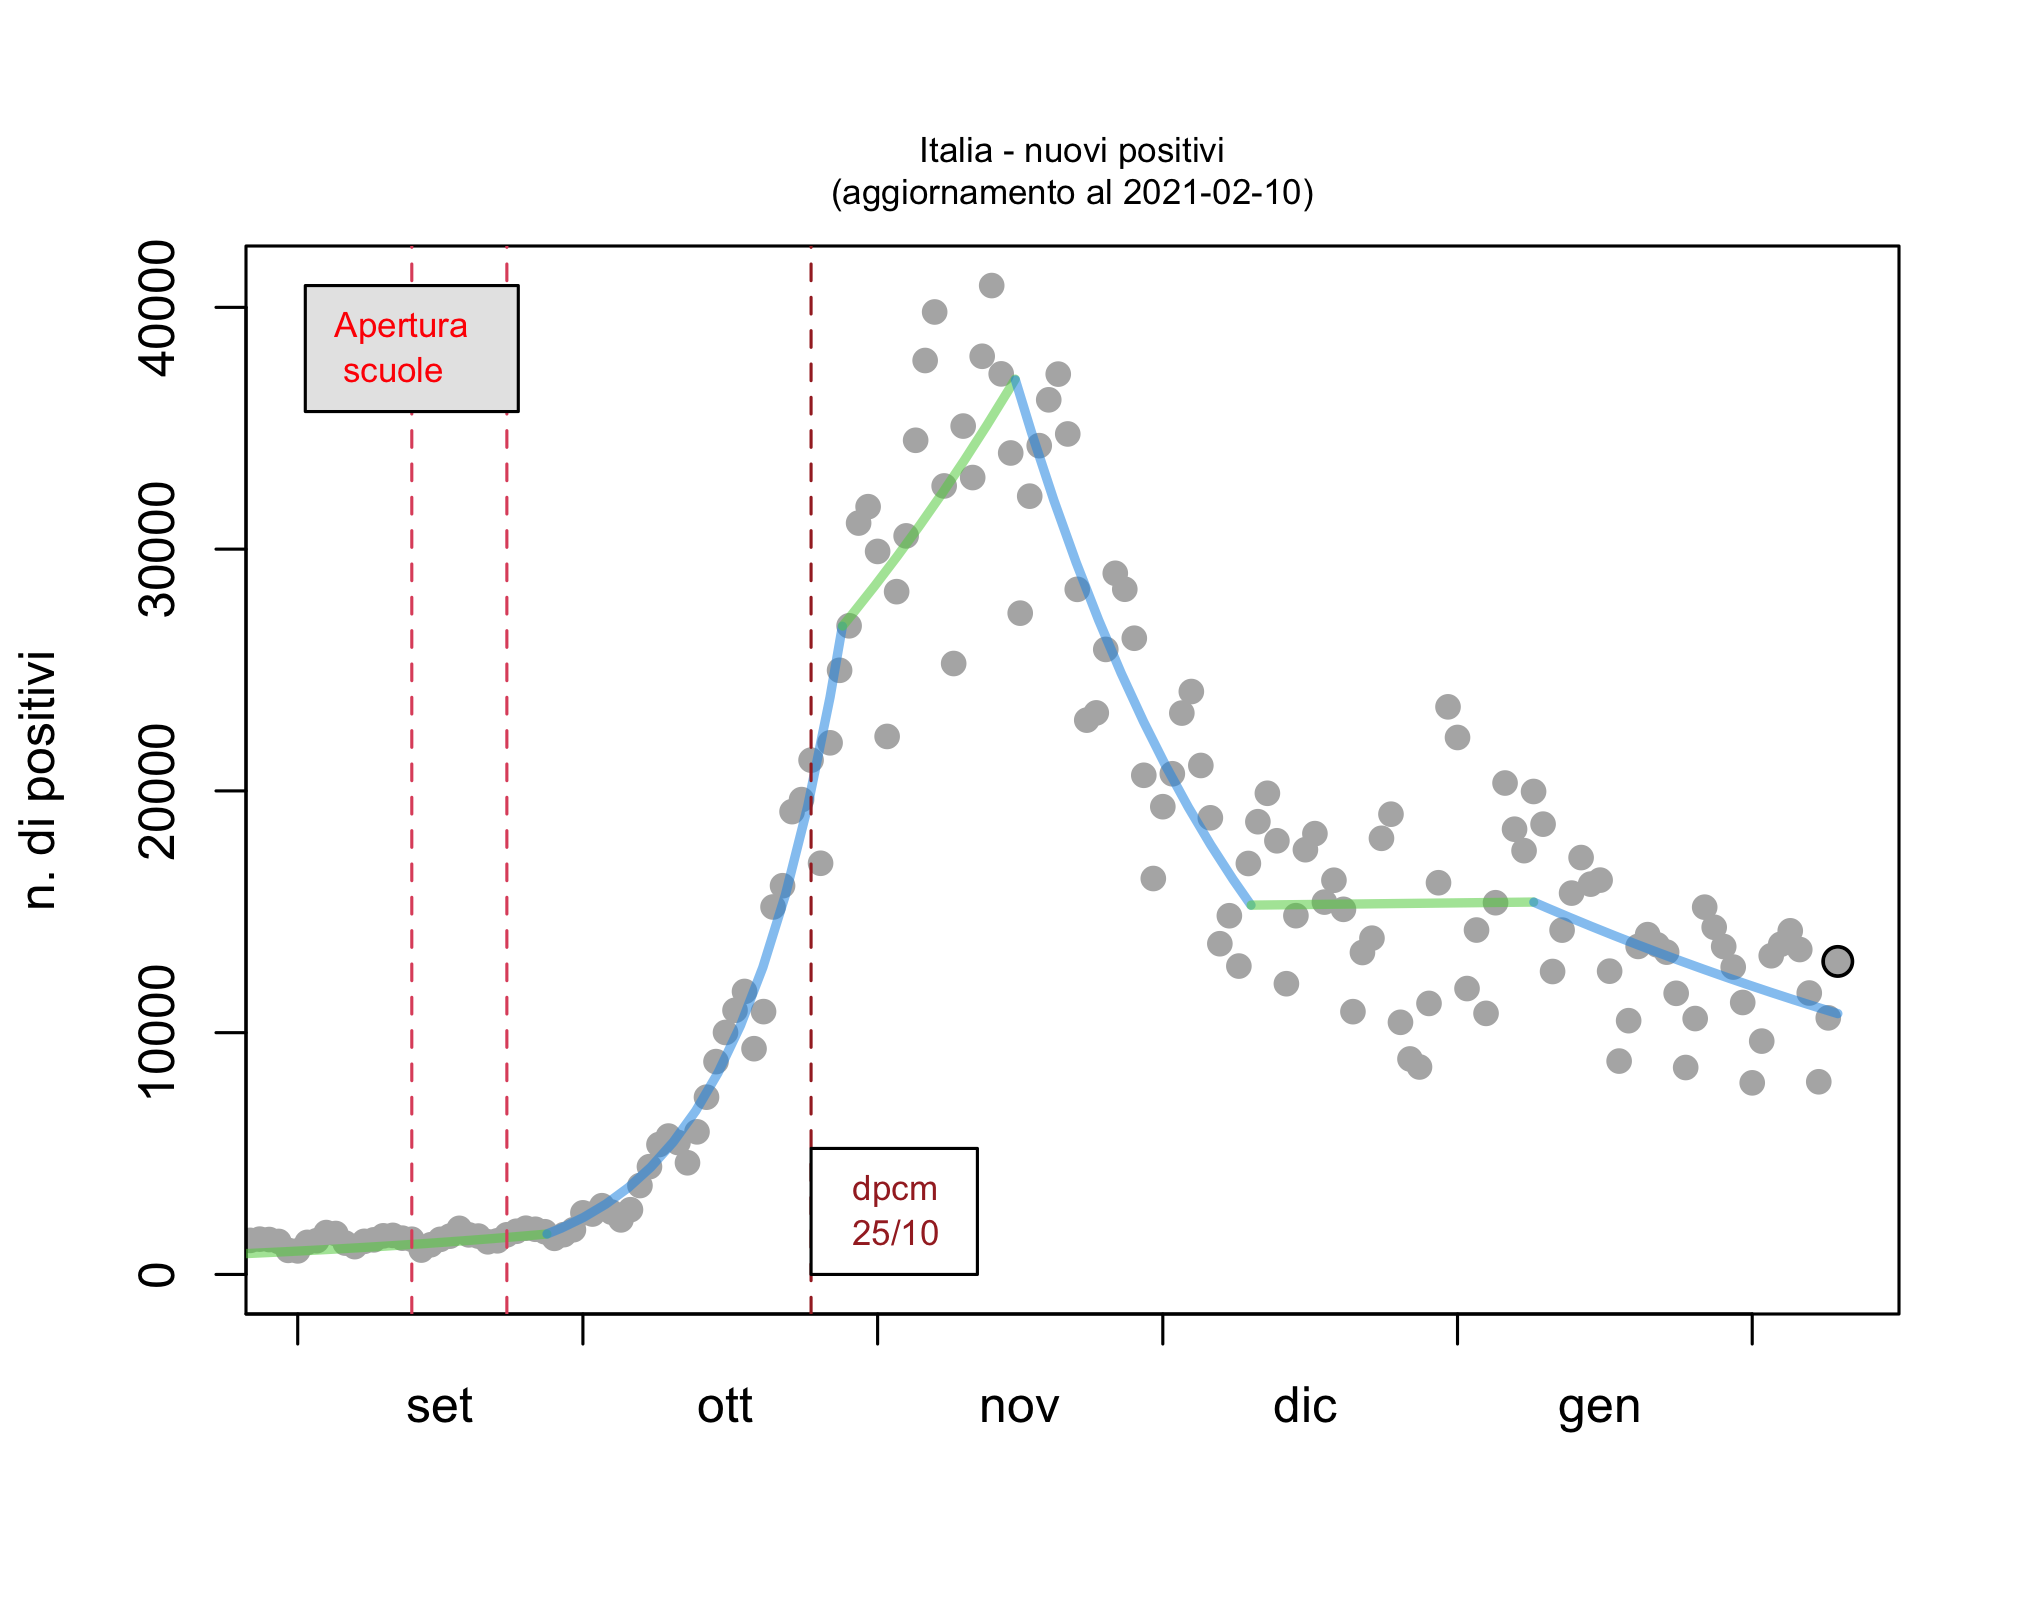 Italia - nuovi positivi
(aggiornamento al 2021-02-10)
n. di positivi
40000
30000
20000
10000
0
Apertura
scuole
dpcm
25/10
set ott nov dic gen